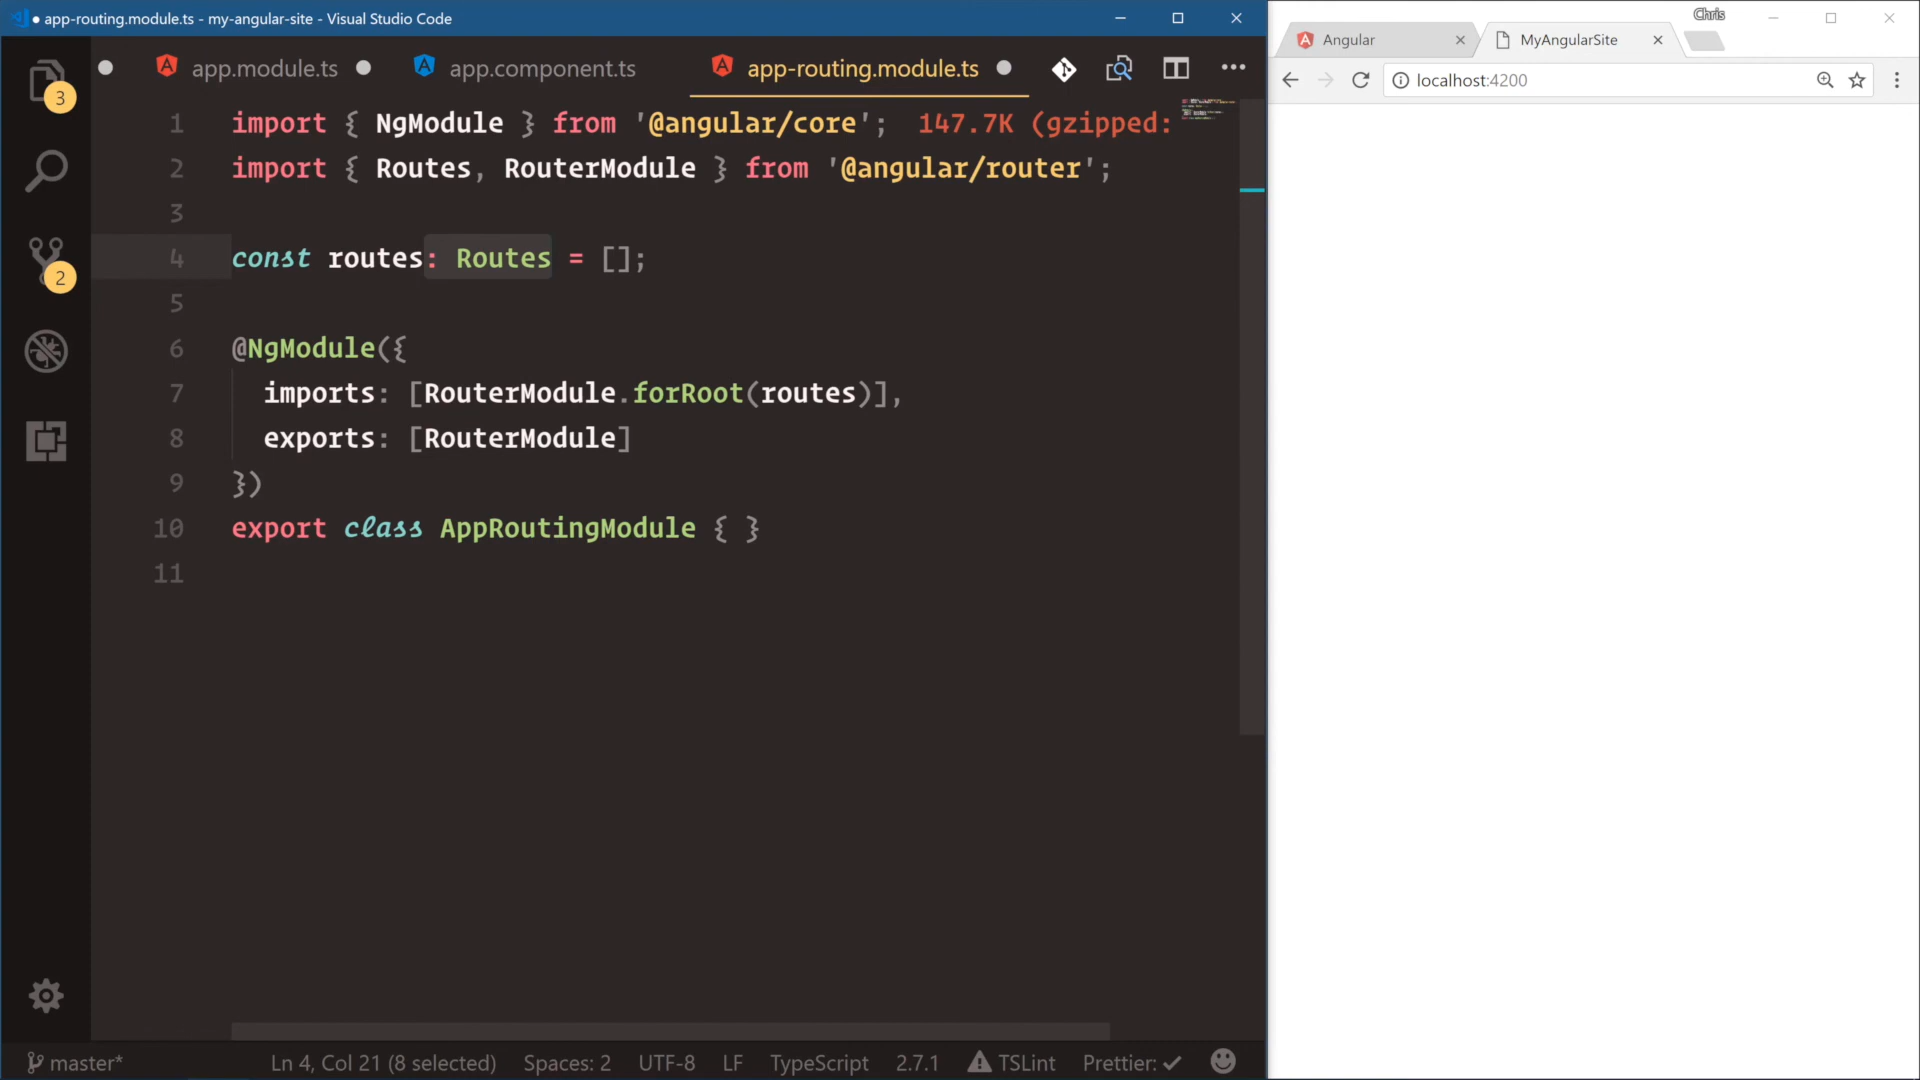 app-routing.module.ts - my-angular-site - Visual Studio Code
app.module.ts
app.component.ts
app-routing.module.ts
3
2
1 import { NgModule } from '@angular/core'; 147.7K (gzipped:
2 import { Routes, RouterModule } from '@angular/router';
3
4 const routes: Routes = [];
5
6 @NgModule({
7 imports: [RouterModule.forRoot(routes)],
8 exports: [RouterModule]
9 })
10 export class AppRoutingModule { }
11
master*
Ln 4, Col 21 (8 selected)
Spaces: 2
UTF-8
LF
TypeScript
2.7.1
TSLint
Prettier: ✓
Chris
Angular
MyAngularSite
localhost:4200